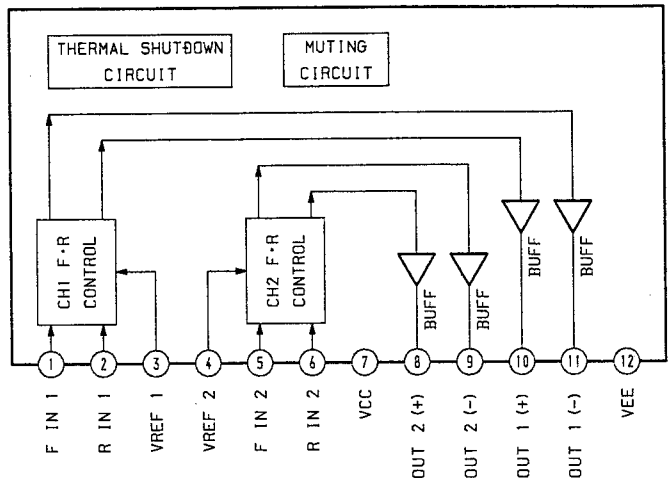 THERMAL SHUTDOWN
CIRCUIT
MUTING
CIRCUIT
CH1 F·R
CONTROL
CH2 F·R
CONTROL
BUFF
BUFF
BUFF
BUFF
1 2 3 4 5 6 7 8 9 10 11 12
F IN 1
R IN 1
VREF 1
VREF 2
F IN 2
R IN 2
VCC
OUT 2 (+)
OUT 2 (-)
OUT 1 (+)
OUT 1 (-)
VEE